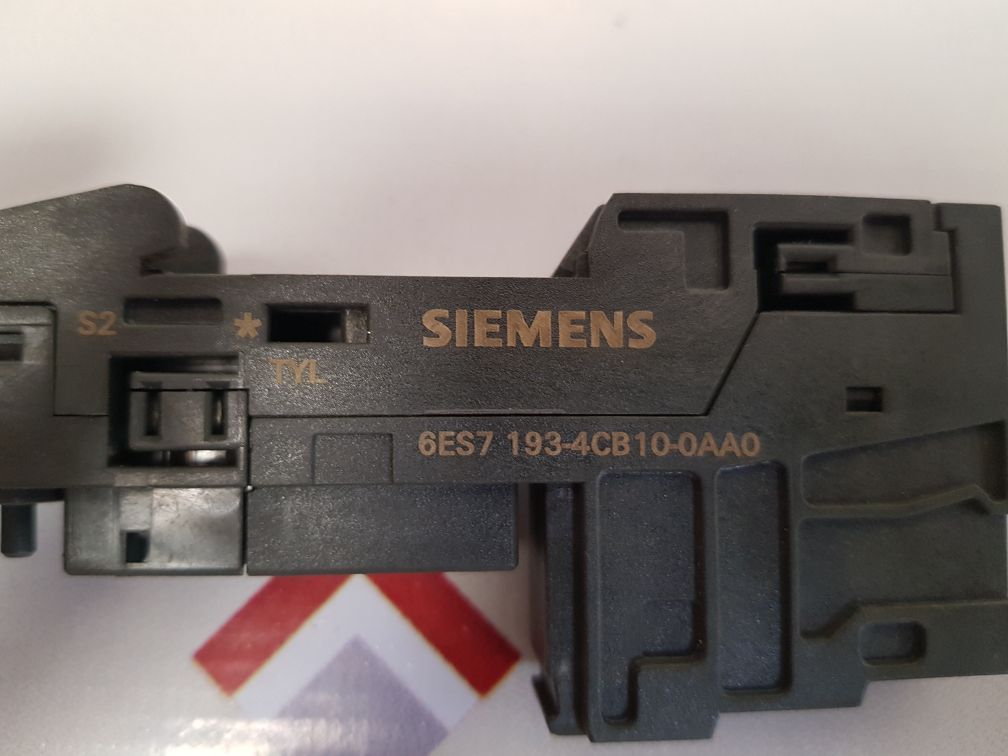 S2
* SIEMENS
TYL
6ES7 193-4CB10-0AA0